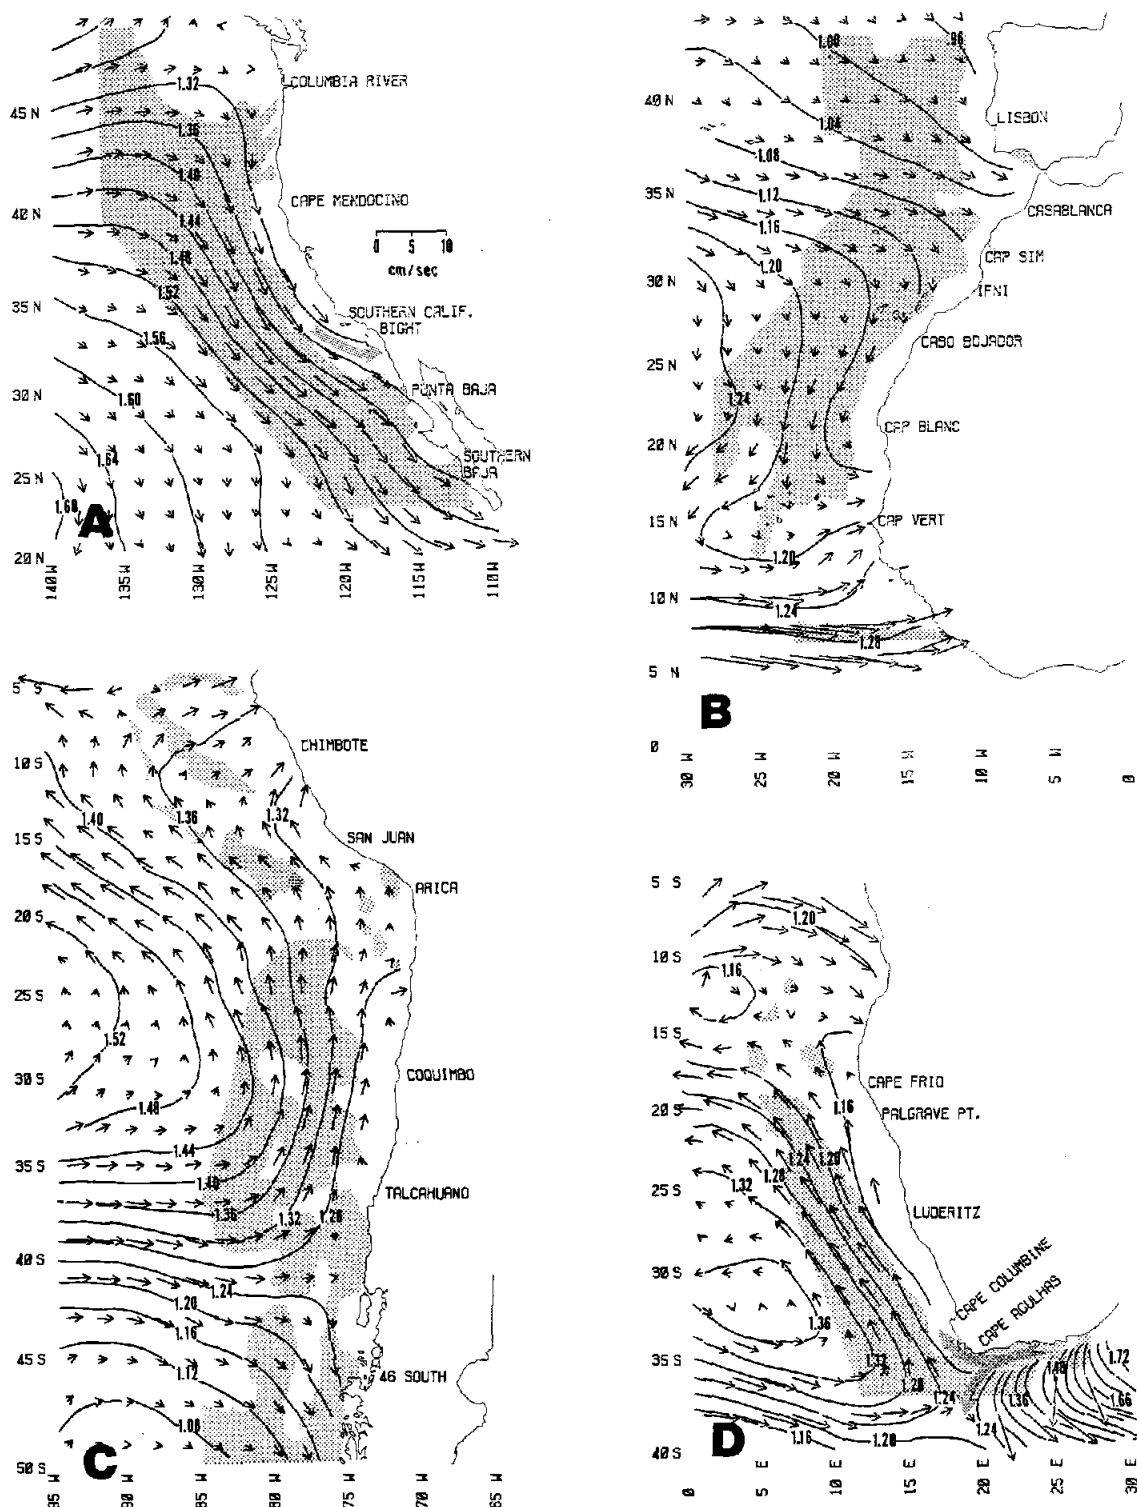 COLUMBIA RIVER
1.32
45 N
1.36
1.40
CAPE MENDOCINO
40 N
1.44
0 5 10
cm/sec
1.48
1.52
35 N
SOUTHERN CALIF.
BIGHT
1.56
PUNTA BAJA
30 N
1.60
1.64
SOUTHERN
BAJA
25 N
1.68
A
20 N
140 W
135 W
130 W
125 W
120 W
115 W
110 W
1.00
.96
40 N
LISBON
1.04
1.08
35 N
1.12
CASABLANCA
1.16
CAP SIM
1.20
30 N
IFNI
CABO BOJADOR
25 N
1.24
CAP BLANC
20 N
15 N
CAP VERT
1.20
10 N
1.24
1.28
5 N
B
0
30 W
25 W
20 W
15 W
10 W
5 W
0
5 S
CHIMBOTE
10 S
1.40
1.36
1.32
15 S
SAN JUAN
ARICA
20 S
25 S
1.52
30 S
COQUIMBO
1.48
1.44
35 S
1.40
TALCAHUANO
1.36
1.32
1.28
40 S
1.24
1.20
1.16
45 S
1.12
46 SOUTH
1.08
C
50 S
95 W
90 W
85 W
80 W
75 W
70 W
65 W
5 S
1.20
10 S
1.16
15 S
CAPE FRIO
20 S
1.16
PALGRAVE PT.
1.24
1.20
1.32
1.28
25 S
LUDERITZ
30 S
CAPE COLUMBINE
CAPE AGULHAS
1.36
35 S
1.32
1.72
1.48
1.28
1.24
1.36
1.66
1.24
1.16
1.20
D
40 S
0
5 E
10 E
15 E
20 E
25 E
30 E